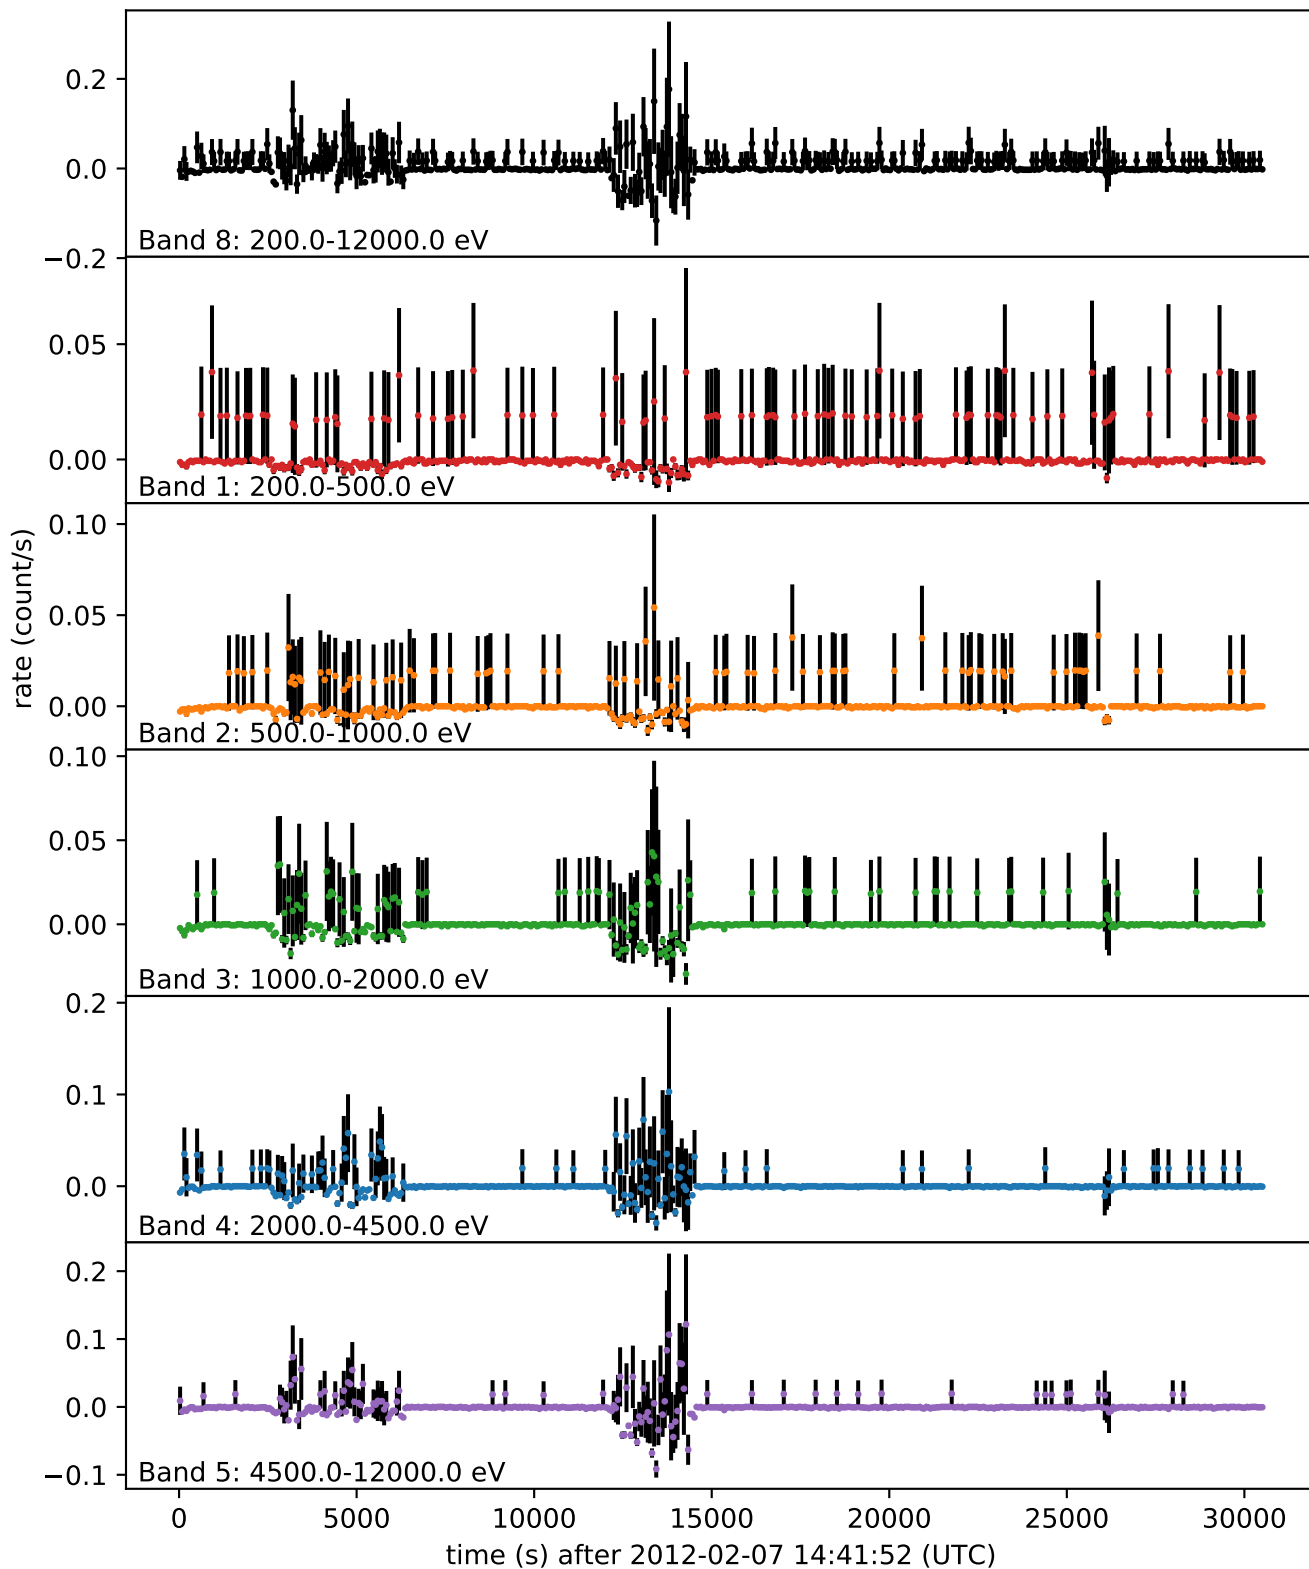 0.2
0.0
−0.2
Band 8: 200.0-12000.0 eV
0.05
0.00
Band 1: 200.0-500.0 eV
0.10
0.05
0.00
Band 2: 500.0-1000.0 eV
rate (count/s)
0.10
0.05
0.00
Band 3: 1000.0-2000.0 eV
0.2
0.1
0.0
Band 4: 2000.0-4500.0 eV
0.2
0.1
0.0
−0.1
Band 5: 4500.0-12000.0 eV
0 5000 10000 15000 20000 25000 30000
time (s) after 2012-02-07 14:41:52 (UTC)